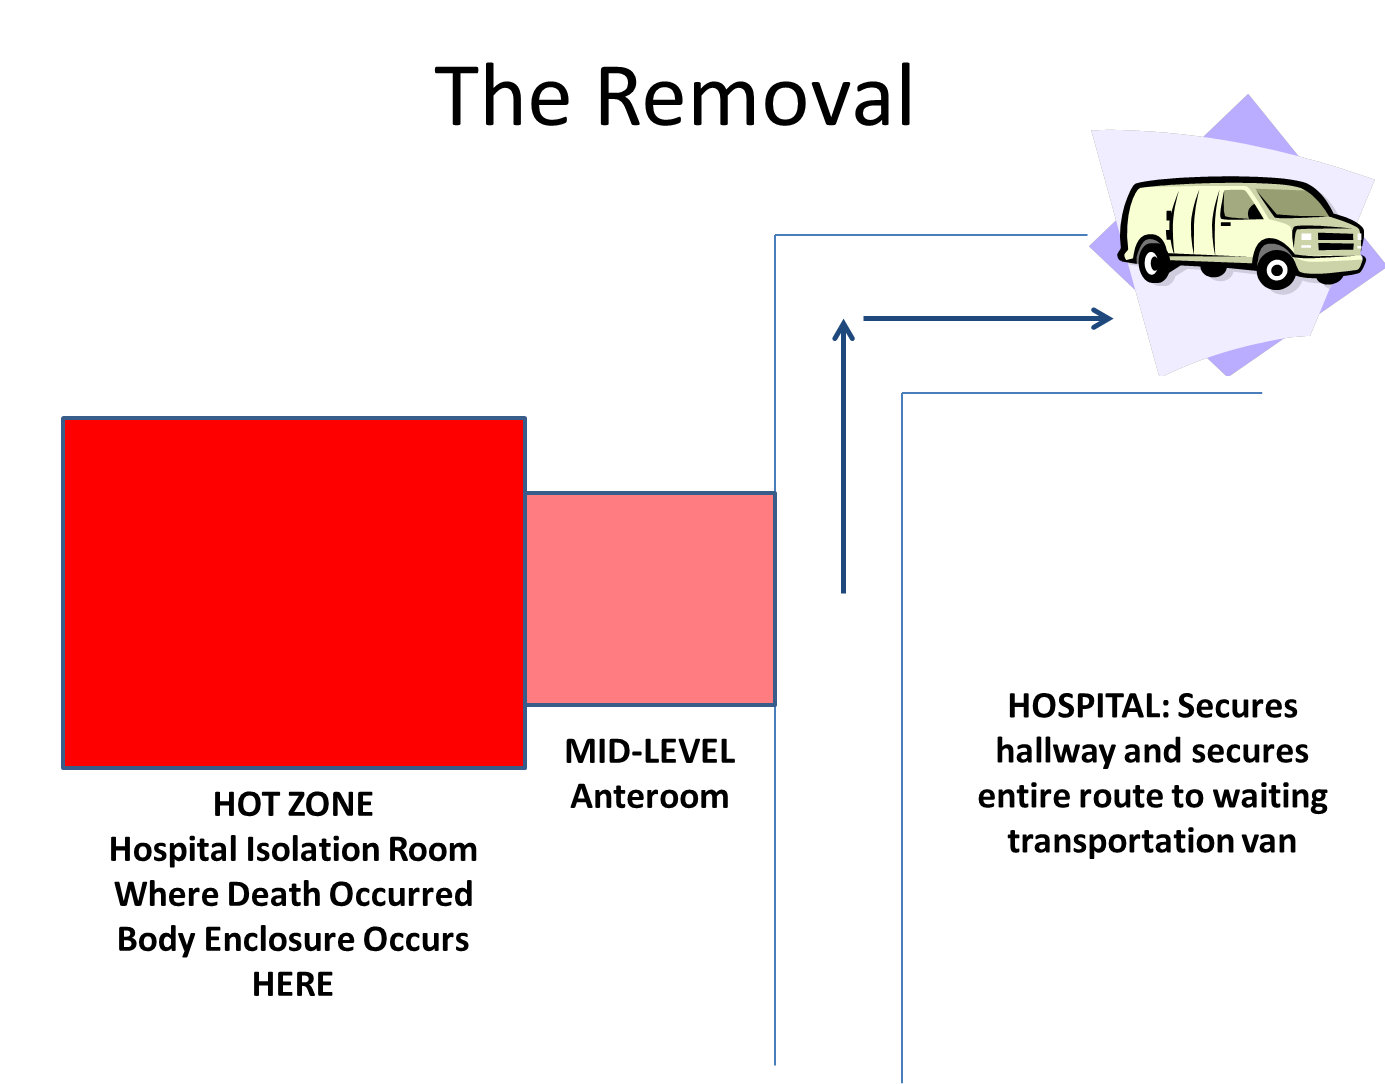 The Removal
HOT ZONE
Hospital Isolation Room
Where Death Occurred
Body Enclosure Occurs
HERE
MID-LEVEL
Anteroom
HOSPITAL: Secures
hallway and secures
entire route to waiting
transportation van